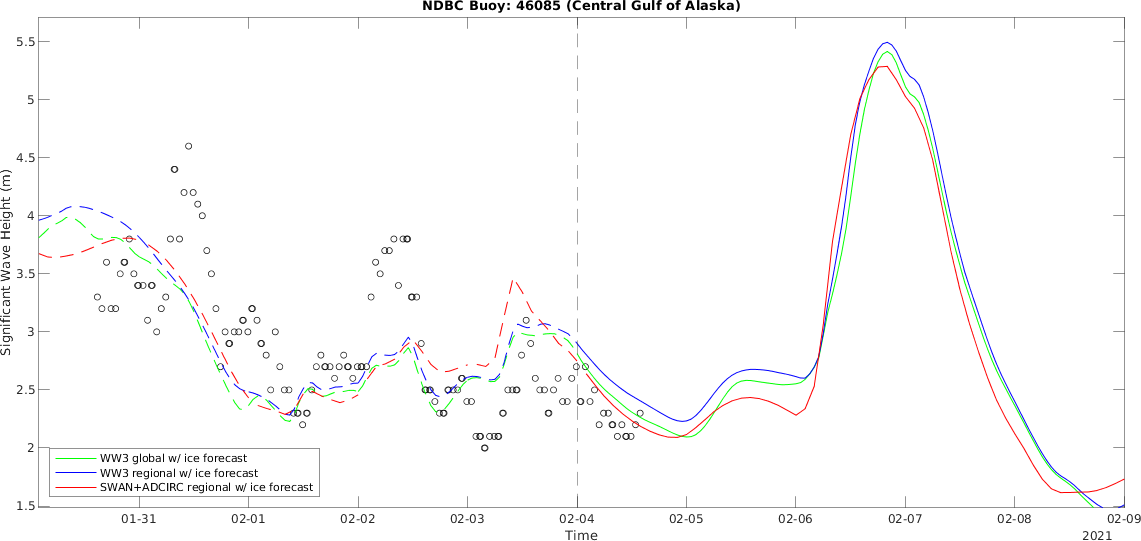 NDBC Buoy: 46085 (Central Gulf of Alaska)
5.5
5
4.5
4
3.5
3
2.5
2
1.5
Significant Wave Height (m)
WW3 global w/ ice forecast
WW3 regional w/ ice forecast
SWAN+ADCIRC regional w/ ice forecast
01-31 02-01 02-02 02-03 02-04 02-05 02-06 02-07 02-08 02-09
Time
2021